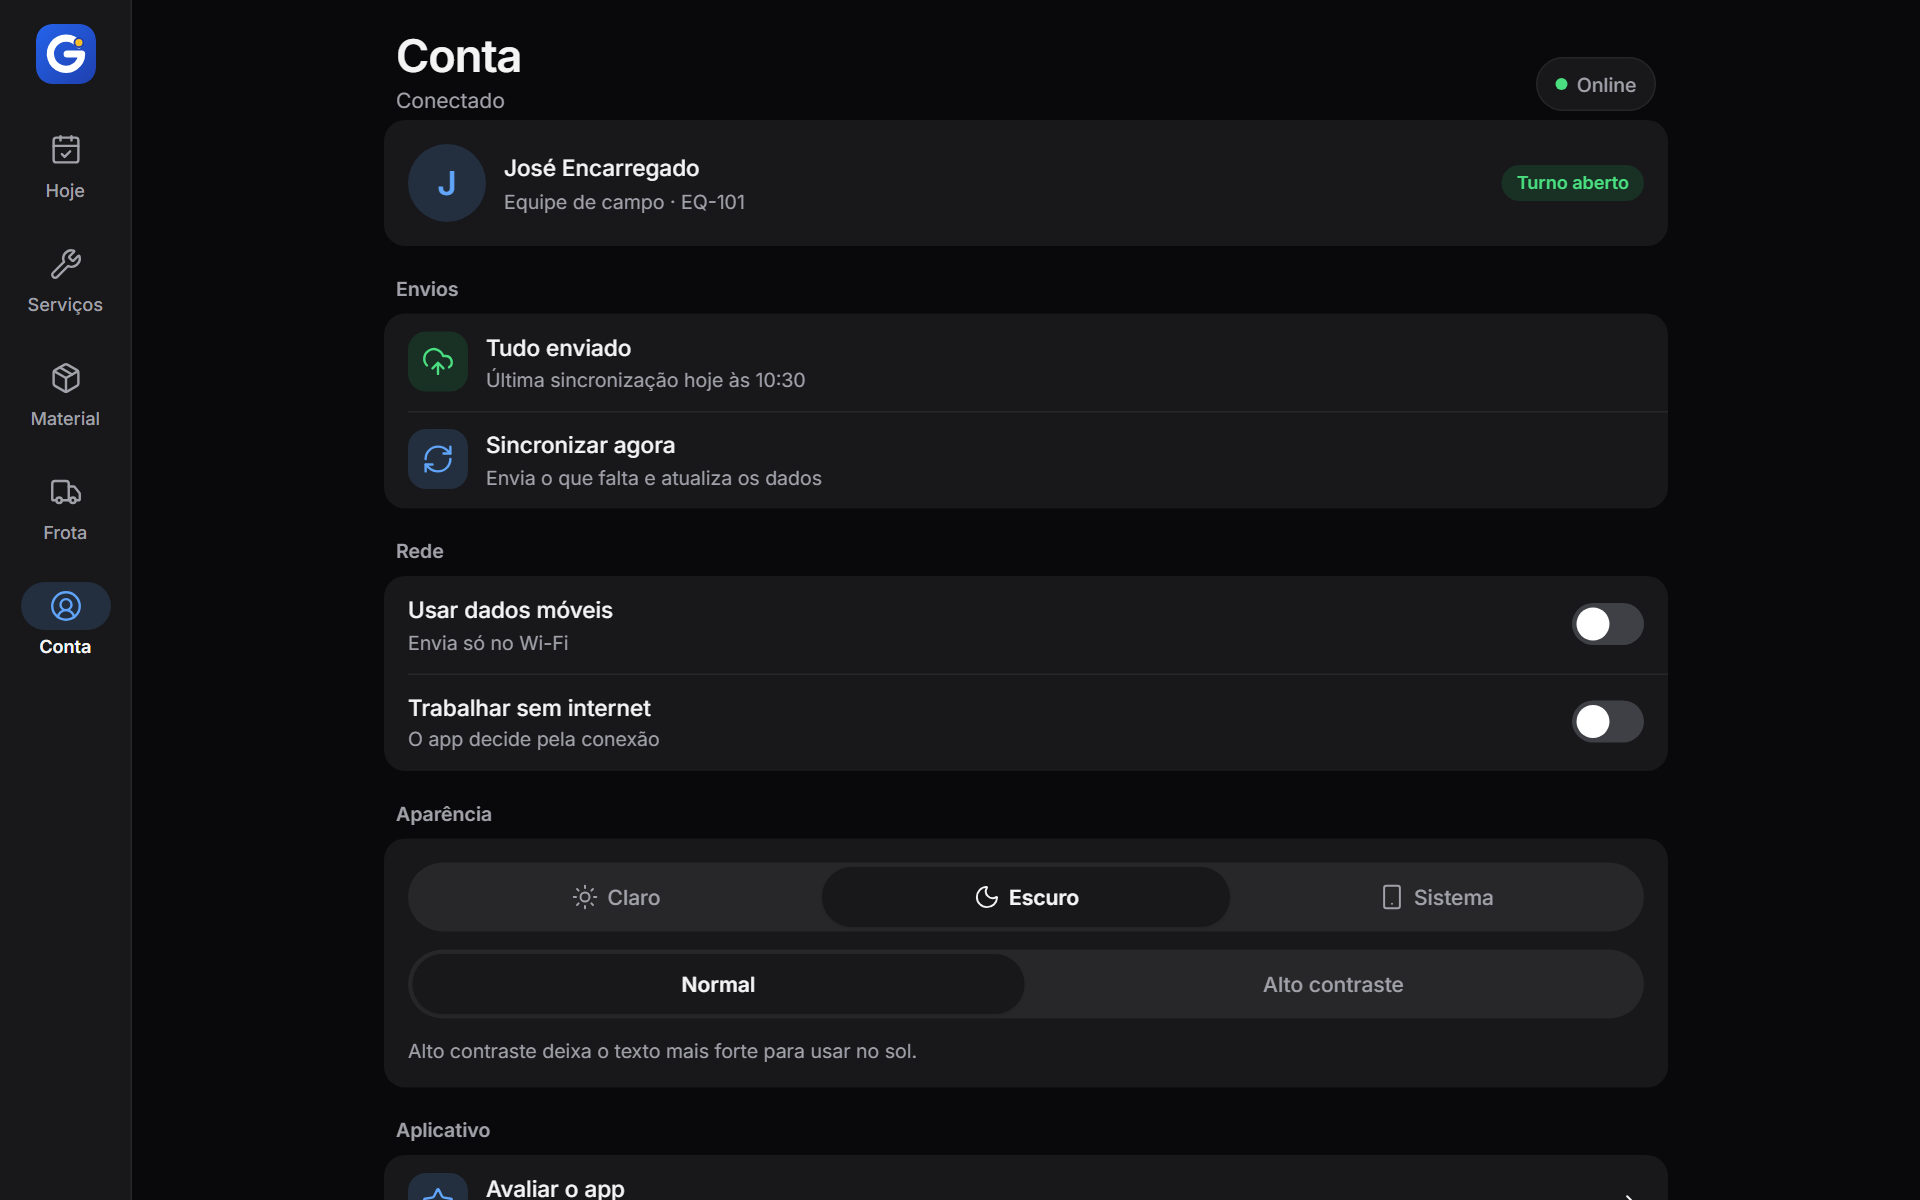 Hoje
Serviços
Material
Frota
Conta
Conta
Conectado
Online
J
José Encarregado
Equipe de campo · EQ-101
Turno aberto
Envios
Tudo enviado
Última sincronização hoje às 10:30
Sincronizar agora
Envia o que falta e atualiza os dados
Rede
Usar dados móveis
Envia só no Wi-Fi
Trabalhar sem internet
O app decide pela conexão
Aparência
Claro
Escuro
Sistema
Normal
Alto contraste
Alto contraste deixa o texto mais forte para usar no sol.
Aplicativo
Avaliar o app